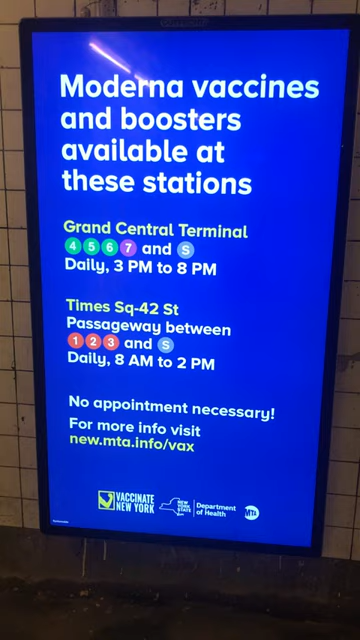 Moderna vaccines
and boosters
available at
these stations
Grand Central Terminal
4 5 6 7 and S
Daily, 3 PM to 8 PM
Times Sq-42 St
Passageway between
1 2 3 and S
Daily, 8 AM to 2 PM
No appointment necessary!
For more info visit
new.mta.info/vax
VACCINATE
NEW YORK
NEW
YORK
STATE
Department
of Health
MTA